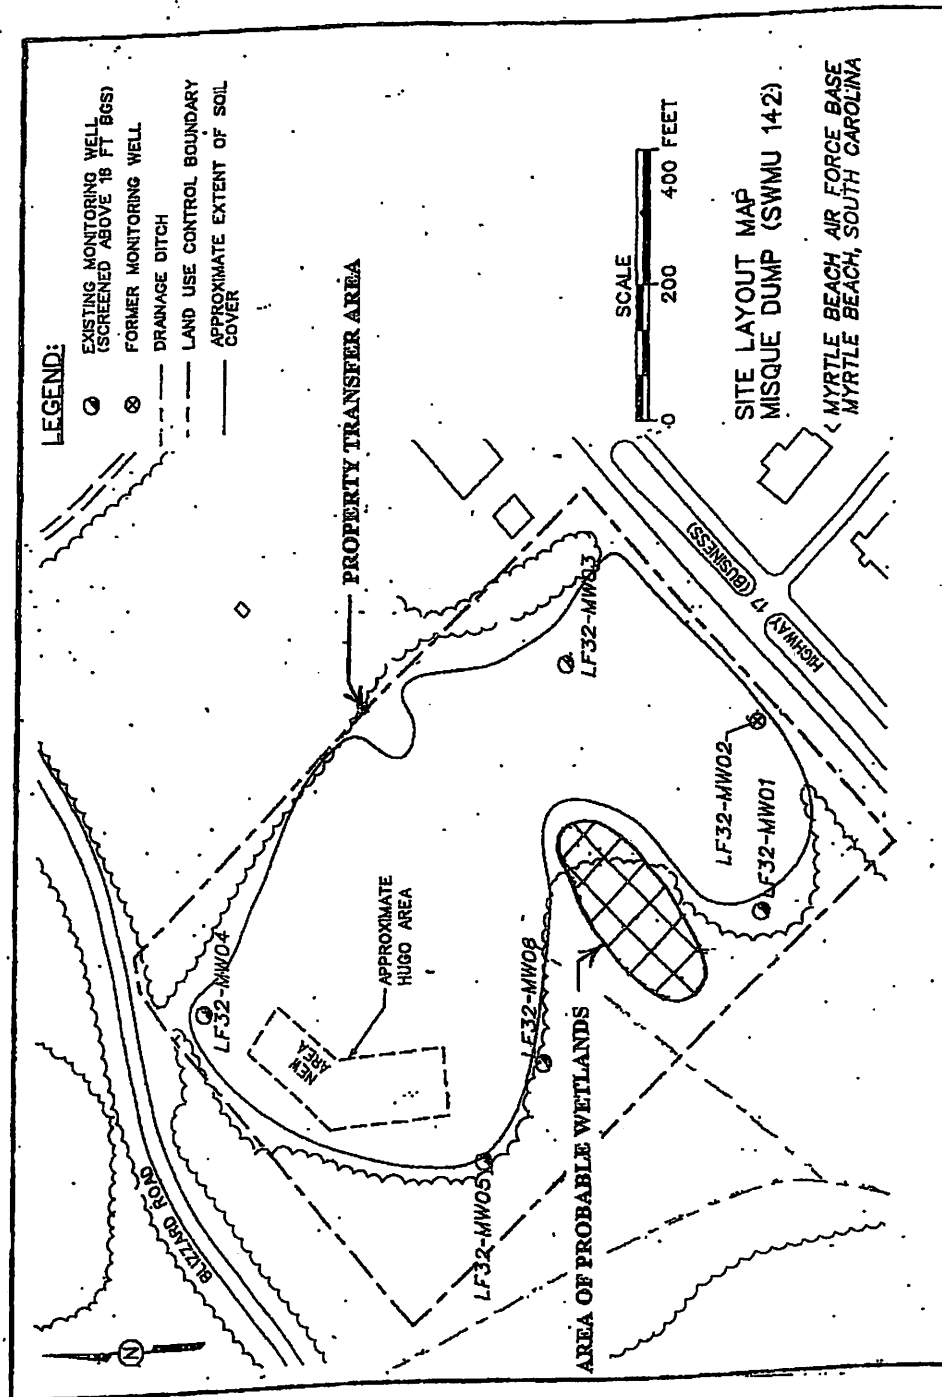 LEGEND:
EXISTING MONITORING WELL
(SCREENED ABOVE 18 FT BGS)
FORMER MONITORING WELL
DRAINAGE DITCH
LAND USE CONTROL BOUNDARY
APPROXIMATE EXTENT OF SOIL
COVER
PROPERTY TRANSFER AREA
BLIZZARD ROAD
N
LF32-MW04
APPROXIMATE
HUGO AREA
NEW
AREA
LF32-MW05
LF32-MW08
LF32-MW03
LF32-MW02
LF32-MW01
AREA OF PROBABLE WETLANDS
HIGHWAY 17 (BUSINESS)
SCALE
0 200 400 FEET
SITE LAYOUT MAP
MISQUE DUMP (SWMU 142)
MYRTLE BEACH AIR FORCE BASE
MYRTLE BEACH, SOUTH CAROLINA